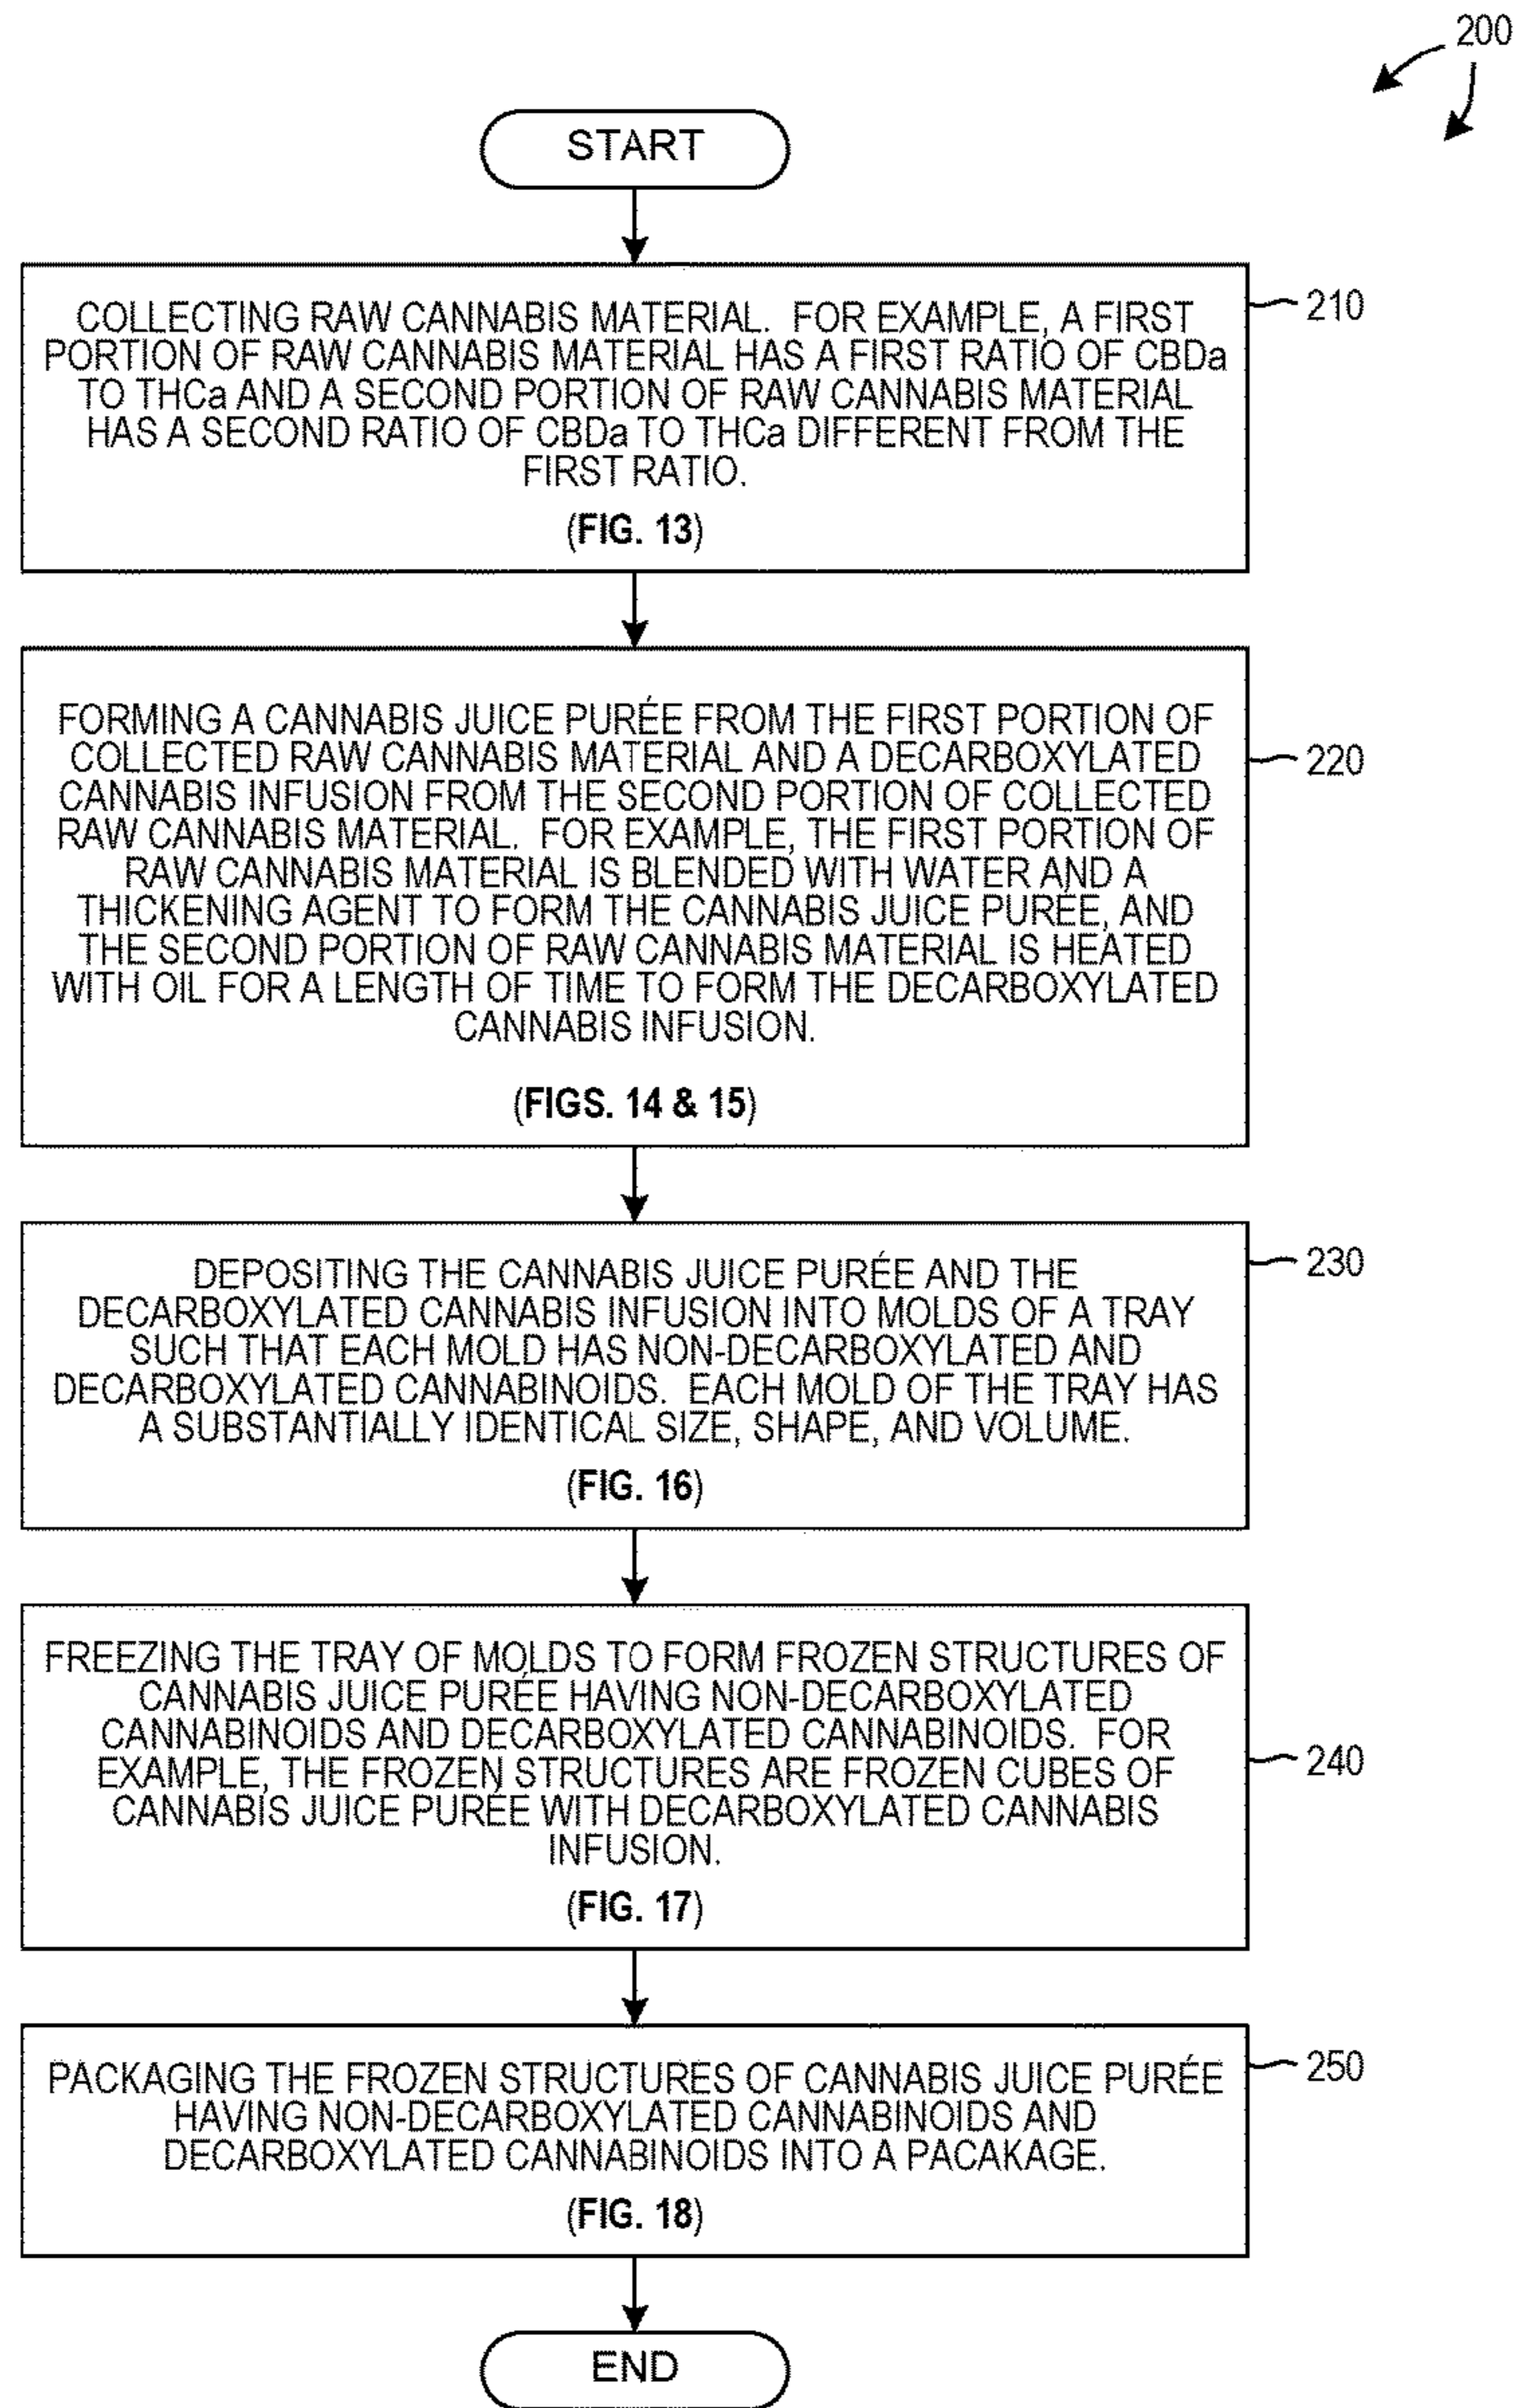 200
START
COLLECTING RAW CANNABIS MATERIAL. FOR EXAMPLE, A FIRST
PORTION OF RAW CANNABIS MATERIAL HAS A FIRST RATIO OF CBDa
TO THCa AND A SECOND PORTION OF RAW CANNABIS MATERIAL
HAS A SECOND RATIO OF CBDa TO THCa DIFFERENT FROM THE
FIRST RATIO.
(FIG. 13)
210
FORMING A CANNABIS JUICE PURÉE FROM THE FIRST PORTION OF
COLLECTED RAW CANNABIS MATERIAL AND A DECARBOXYLATED
CANNABIS INFUSION FROM THE SECOND PORTION OF COLLECTED
RAW CANNABIS MATERIAL. FOR EXAMPLE, THE FIRST PORTION OF
RAW CANNABIS MATERIAL IS BLENDED WITH WATER AND A
THICKENING AGENT TO FORM THE CANNABIS JUICE PURÉE, AND
THE SECOND PORTION OF RAW CANNABIS MATERIAL IS HEATED
WITH OIL FOR A LENGTH OF TIME TO FORM THE DECARBOXYLATED
CANNABIS INFUSION.
(FIGS. 14 & 15)
220
DEPOSITING THE CANNABIS JUICE PURÉE AND THE
DECARBOXYLATED CANNABIS INFUSION INTO MOLDS OF A TRAY
SUCH THAT EACH MOLD HAS NON-DECARBOXYLATED AND
DECARBOXYLATED CANNABINOIDS. EACH MOLD OF THE TRAY HAS
A SUBSTANTIALLY IDENTICAL SIZE, SHAPE, AND VOLUME.
(FIG. 16)
230
FREEZING THE TRAY OF MOLDS TO FORM FROZEN STRUCTURES OF
CANNABIS JUICE PURÉE HAVING NON-DECARBOXYLATED
CANNABINOIDS AND DECARBOXYLATED CANNABINOIDS. FOR
EXAMPLE, THE FROZEN STRUCTURES ARE FROZEN CUBES OF
CANNABIS JUICE PURÉE WITH DECARBOXYLATED CANNABIS
INFUSION.
(FIG. 17)
240
PACKAGING THE FROZEN STRUCTURES OF CANNABIS JUICE PURÉE
HAVING NON-DECARBOXYLATED CANNABINOIDS AND
DECARBOXYLATED CANNABINOIDS INTO A PACAKAGE.
(FIG. 18)
250
END